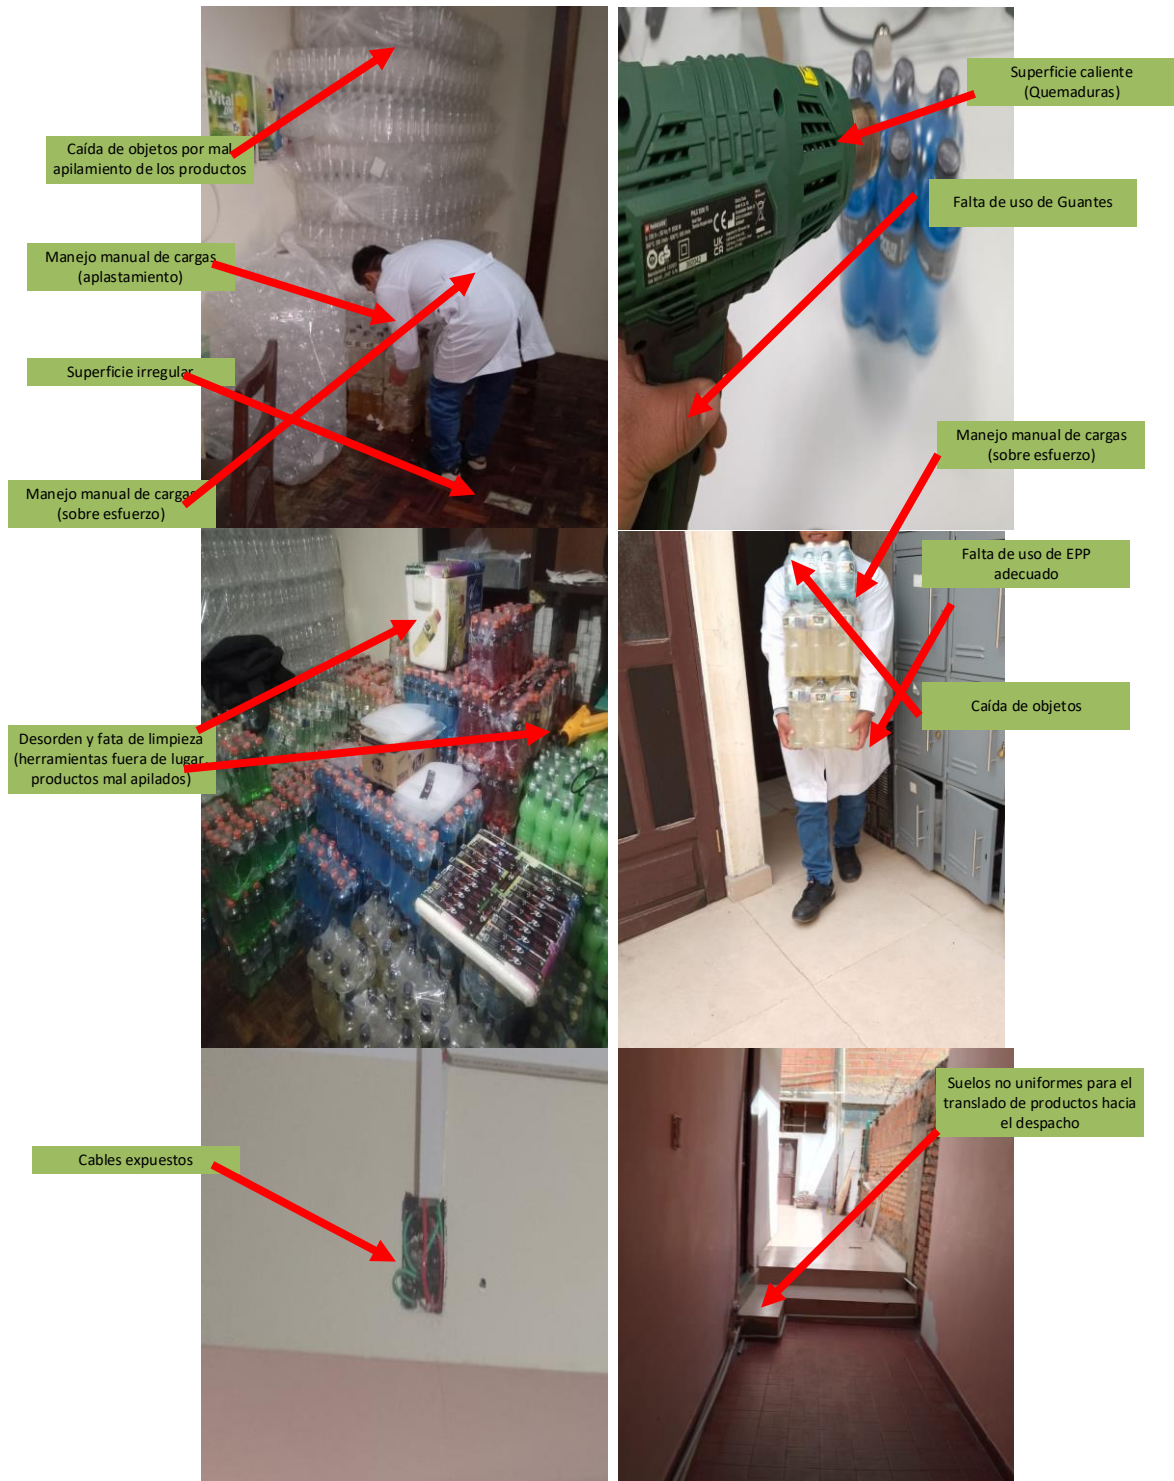 Caída de objetos por mal
apilamiento de los productos
Manejo manual de cargas
(aplastamiento)
Superficie irregular
Manejo manual de cargas
(sobre esfuerzo)
Superficie caliente
(Quemaduras)
Falta de uso de Guantes
Manejo manual de cargas
(sobre esfuerzo)
Falta de uso de EPP
adecuado
Caída de objetos
Desorden y fata de limpieza
(herramientas fuera de lugar,
productos mal apilados)
Cables expuestos
Suelos no uniformes para el
translado de productos hacia
el despacho
Vital